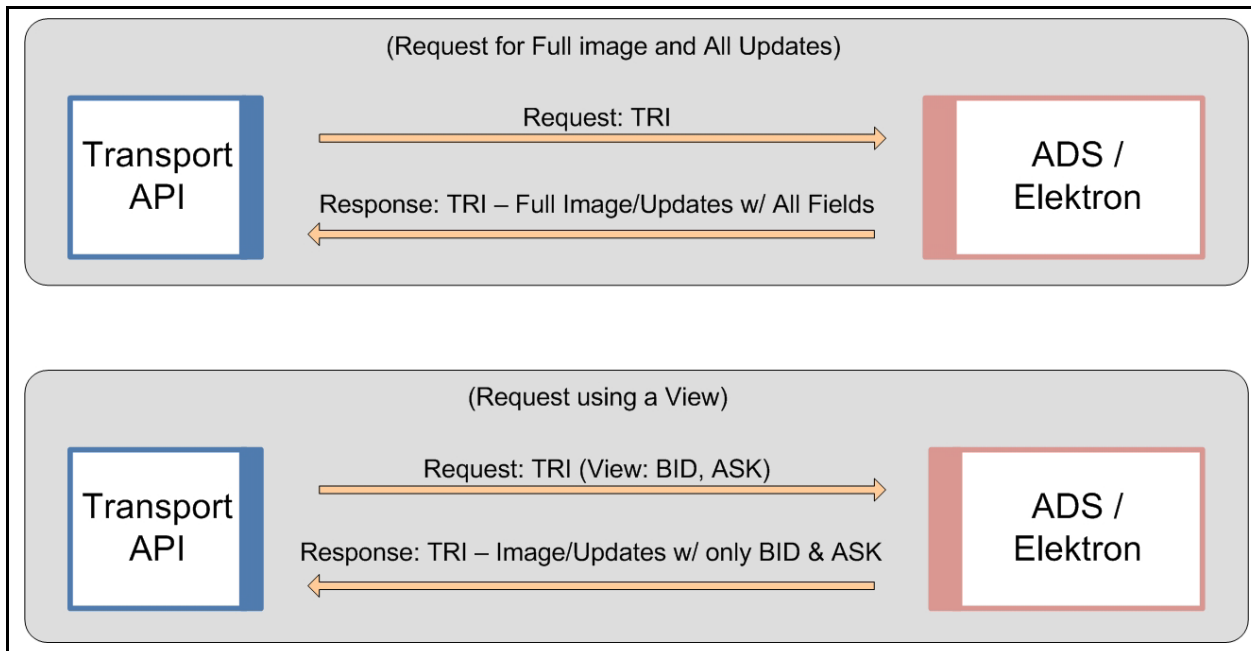 (Request for Full image and All Updates)
Transport
API
Request: TRI
Response: TRI – Full Image/Updates w/ All Fields
ADS /
Elektron
(Request using a View)
Transport
API
Request: TRI (View: BID, ASK)
Response: TRI – Image/Updates w/ only BID & ASK
ADS /
Elektron